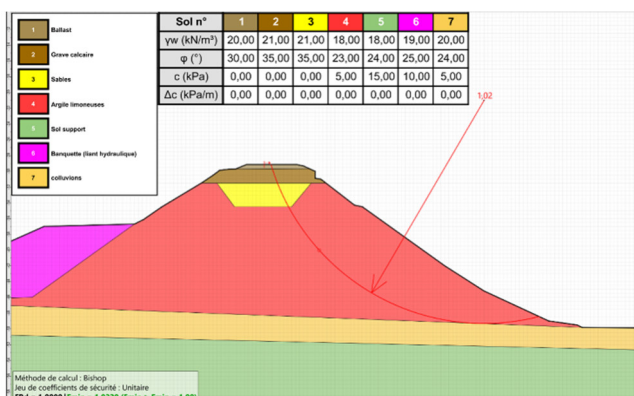 1 Ballast
2 Grave calcaire
3 Sables
4 Argile limoneuses
5 Sol support
6 Banquette (liant hydraulique)
7 colluvions
Sol n° 1 2 3 4 5 6 7
γw (kN/m³) 20,00 21,00 21,00 18,00 18,00 19,00 20,00
φ (°) 30,00 35,00 35,00 23,00 24,00 25,00 24,00
c (kPa) 0,00 0,00 0,00 5,00 15,00 10,00 5,00
Δc (kPa/m) 0,00 0,00 0,00 0,00 0,00 0,00 0,00
1,02
Méthode de calcul : Bishop
Jeu de coefficients de sécurité : Unitaire